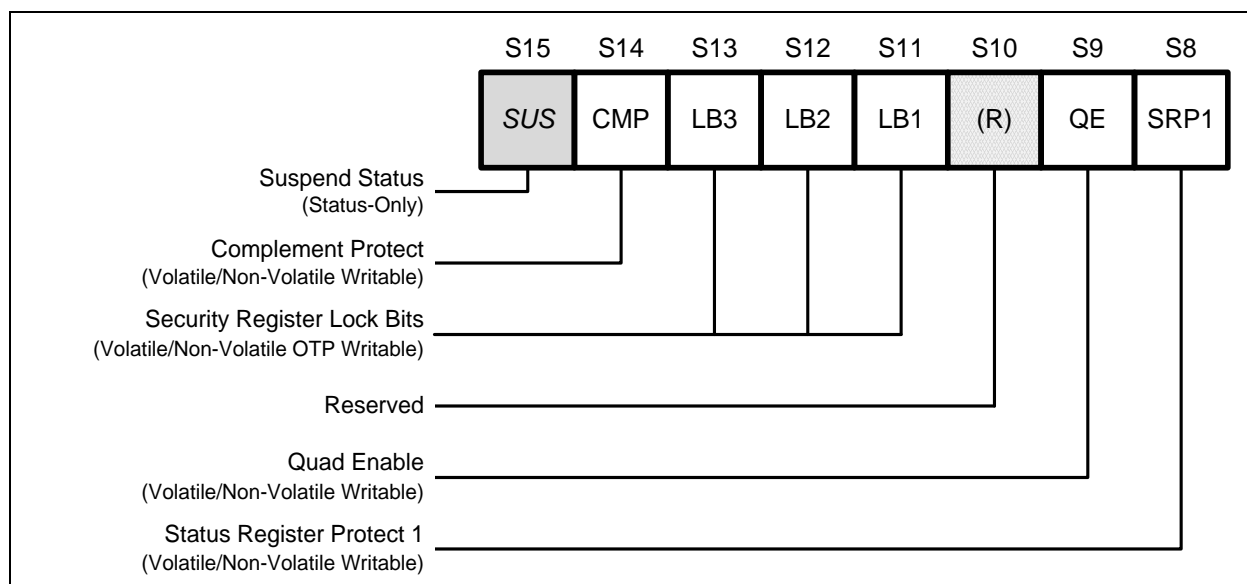 S15 S14 S13 S12 S11 S10 S9 S8
SUS CMP LB3 LB2 LB1 (R) QE SRP1
Suspend Status
(Status-Only)
Complement Protect
(Volatile/Non-Volatile Writable)
Security Register Lock Bits
(Volatile/Non-Volatile OTP Writable)
Reserved
Quad Enable
(Volatile/Non-Volatile Writable)
Status Register Protect 1
(Volatile/Non-Volatile Writable)